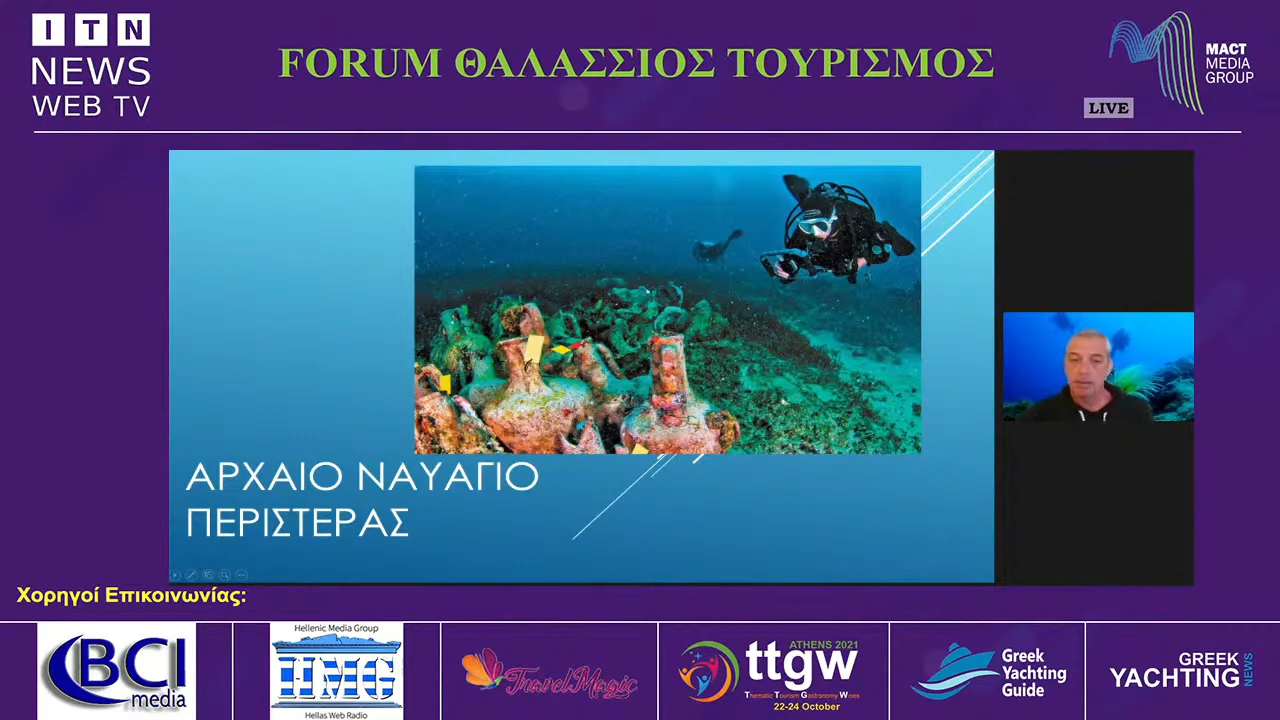 ITN
NEWS
WEB TV
FORUM ΘΑΛΑΣΣΙΟΣ ΤΟΥΡΙΣΜΟΣ
MACT
MEDIA
GROUP
LIVE
ΑΡΧΑΙΟ ΝΑΥΑΓΙΟ
ΠΕΡΙΣΤΕΡΑΣ
Χορηγοί Επικοινωνίας:
BCI
media
Hellenic Media Group
HMG
Hellas Web Radio
TravelMagic
ATHENS 2021
ttgw
Thematic Tourism Gastronomy Wines
22-24 October
Greek
Yachting
Guide
GREEK
YACHTING
NEWS